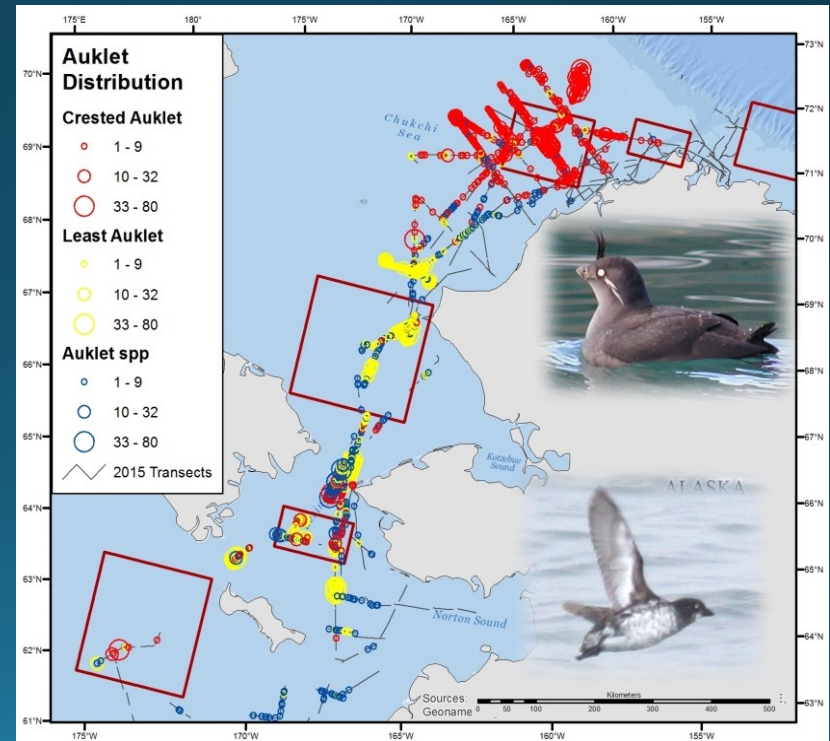 175°E 180° 175°W 170°W 165°W 160°W 155°W
Auklet
Distribution
Crested Auklet
1 - 9
10 - 32
33 - 80
Least Auklet
1 - 9
10 - 32
33 - 80
Auklet spp
1 - 9
10 - 32
33 - 80
2015 Transects
Chukchi
Sea
Kotzebue
Sound
ALASKA
Norton Sound
70°N
69°N
68°N
67°N
66°N
65°N
64°N
63°N
62°N
61°N
73°N
72°N
71°N
70°N
69°N
68°N
67°N
66°N
65°N
64°N
63°N
Sources:
Geoname
Kilometers
0 50 100 200 300 400 500
175°W 170°W 165°W 160°W 155°W